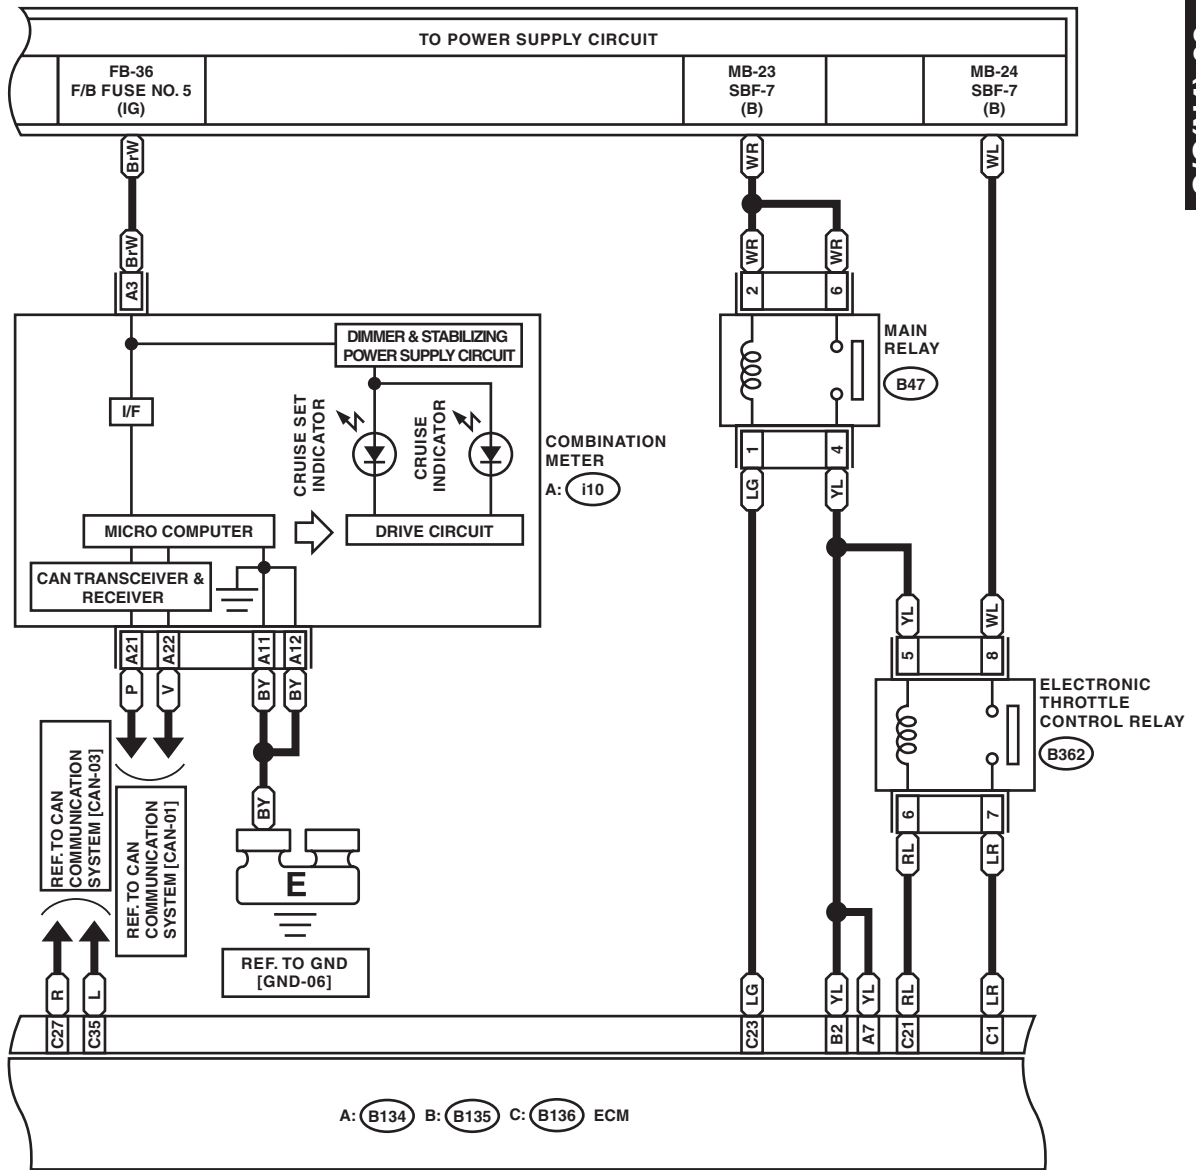 TO POWER SUPPLY CIRCUIT
FB-36
F/B FUSE NO. 5
(IG)
MB-23
SBF-7
(B)
MB-24
SBF-7
(B)
BrW
WR
WL
BrW
WR
WR
A3
2
6
DIMMER & STABILIZING
POWER SUPPLY CIRCUIT
I/F
CRUISE SET
INDICATOR
CRUISE
INDICATOR
COMBINATION
METER
A: i10
MICRO COMPUTER
DRIVE CIRCUIT
CAN TRANSCEIVER &
RECEIVER
MAIN
RELAY
B47
1
4
LG
YL
A21
A22
A11
A12
P
V
BY
BY
YL
WL
5
8
ELECTRONIC
THROTTLE
CONTROL RELAY
B362
6
7
RL
LR
REF. TO CAN
COMMUNICATION
SYSTEM [CAN-03]
REF. TO CAN
COMMUNICATION
SYSTEM [CAN-01]
BY
E
REF. TO GND
[GND-06]
R
L
LG
YL
YL
RL
LR
C27
C35
C23
B2
A7
C21
C1
A: B134 B: B135 C: B136 ECM